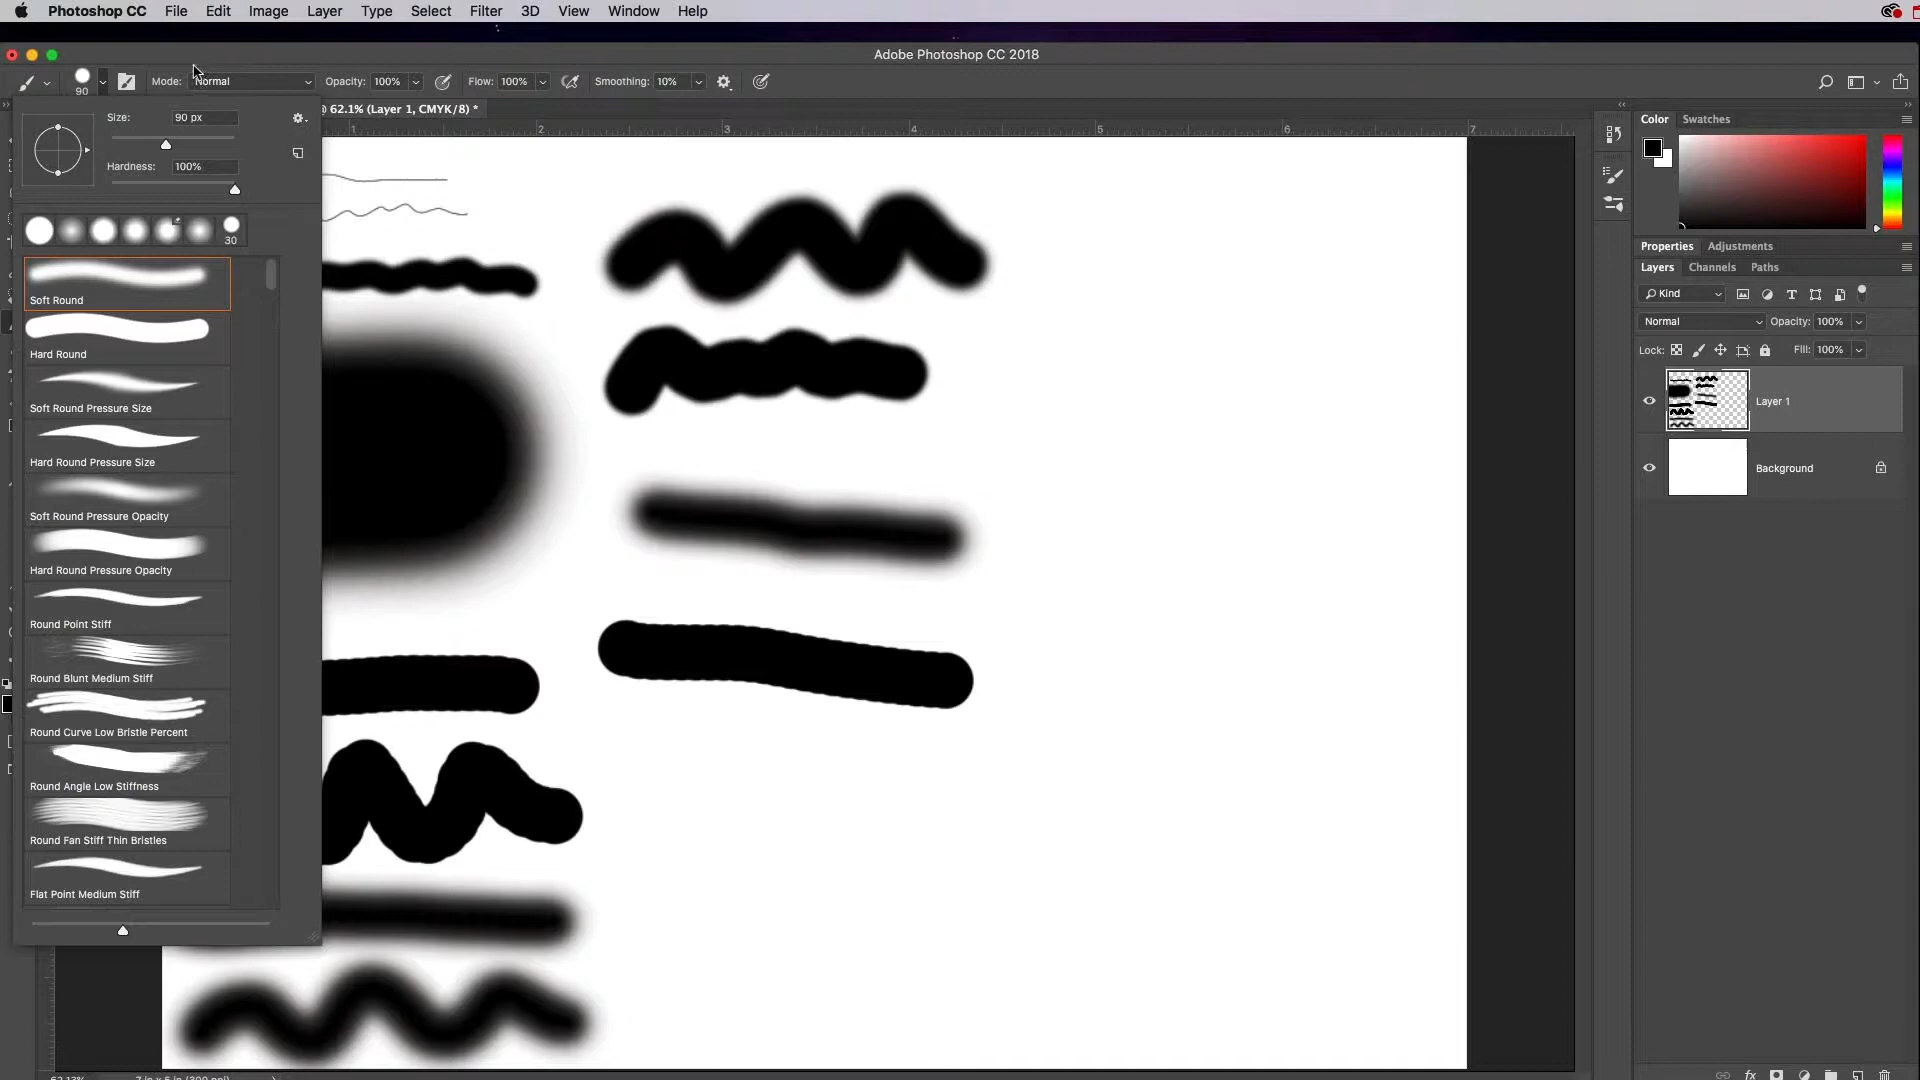 Photoshop CC File Edit Image Layer Type Select Filter 3D View Window Help
Adobe Photoshop CC 2018
90 Mode: Normal Opacity: 100% Flow: 100% Smoothing: 10%
62.1% (Layer 1, CMYK/8) *
Size: 90 px
Hardness: 100%
30
Soft Round
Hard Round
Soft Round Pressure Size
Hard Round Pressure Size
Soft Round Pressure Opacity
Hard Round Pressure Opacity
Round Point Stiff
Round Blunt Medium Stiff
Round Curve Low Bristle Percent
Round Angle Low Stiffness
Round Fan Stiff Thin Bristles
Flat Point Medium Stiff
1 2 3 4 5 6 7
Color Swatches
Properties Adjustments
Layers Channels Paths
Kind
Normal Opacity: 100%
Lock: Fill: 100%
Layer 1
Background
fx